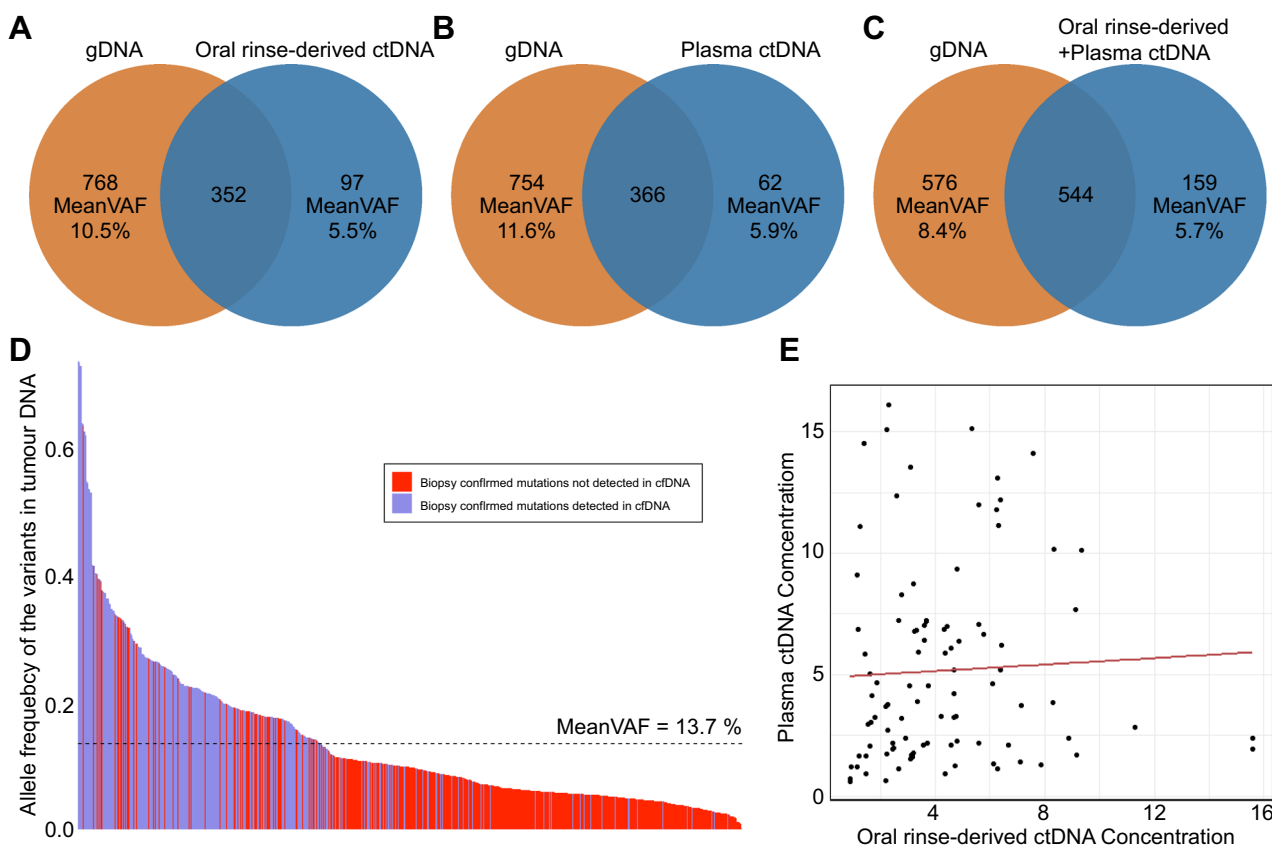 A
gDNA
Oral rinse-derived ctDNA
768
MeanVAF
10.5%
352
97
MeanVAF
5.5%
B
gDNA
Plasma ctDNA
754
MeanVAF
11.6%
366
62
MeanVAF
5.9%
C
gDNA
Oral rinse-derived
+Plasma ctDNA
576
MeanVAF
8.4%
544
159
MeanVAF
5.7%
D
Allele frequebcy of the variants in tumour DNA
0.6
0.4
0.2
0.0
Biopsy confIrmed mutations not detected in cfDNA
Biopsy confIrmed mutations detected in cfDNA
MeanVAF = 13.7 %
E
Plasma ctDNA Comcentratiom
15
10
5
0
4
8
12
16
Oral rinse-derived ctDNA Concentration